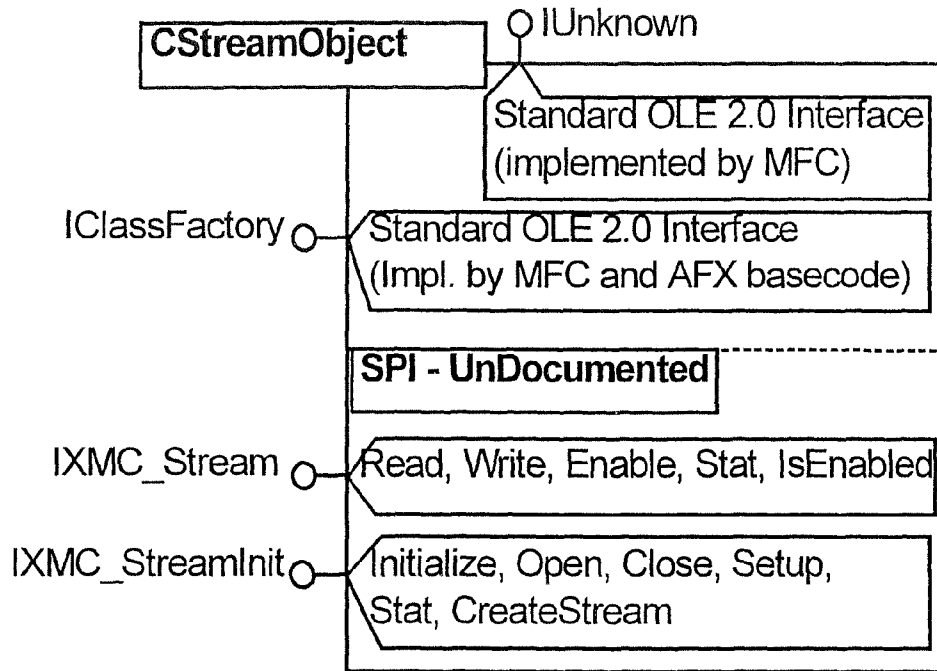 CStreamObject
IUnknown
Standard OLE 2.0 Interface
(implemented by MFC)
IClassFactory
Standard OLE 2.0 Interface
(Impl. by MFC and AFX basecode)
SPI - UnDocumented
IXMC_Stream
Read, Write, Enable, Stat, IsEnabled
IXMC_StreamInit
Initialize, Open, Close, Setup,
Stat, CreateStream